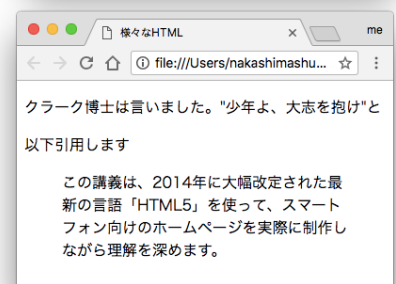 様々なHTML
me
file:///Users/nakashimashu...
クラーク博士は言いました。"少年よ、大志を抱け"と
以下引用します
この講義は、2014年に大幅改定された最
新の言語「HTML5」を使って、スマート
フォン向けのホームページを実際に制作し
ながら理解を深めます。